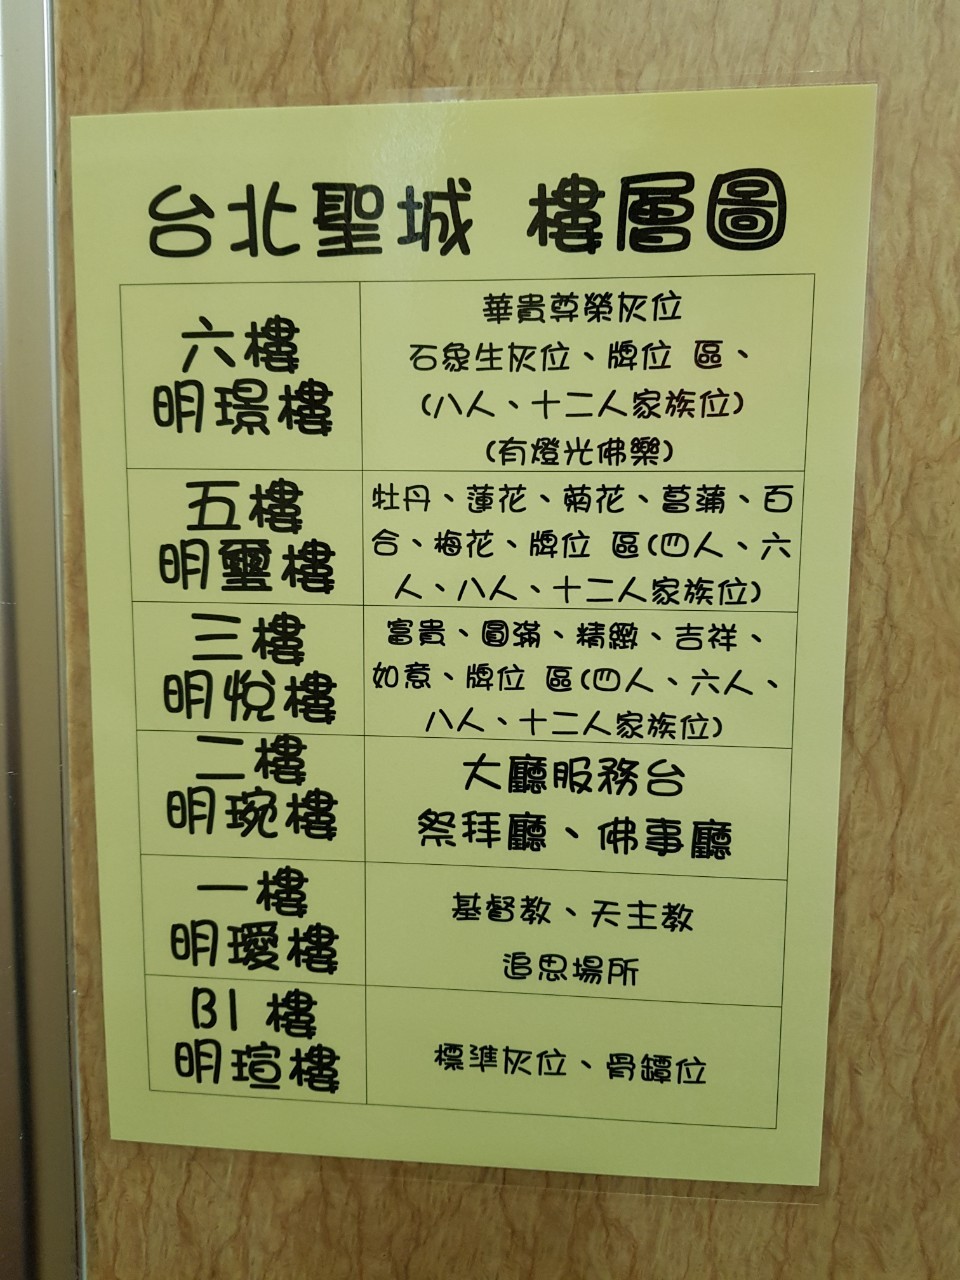 台北聖城 樓層圖
六樓
明璟樓
華貴尊榮灰位
石象生灰位、牌位 區、
(八人、十二人家族位)
(有燈光佛樂)
五樓
明璽樓
牡丹、蓮花、菊花、菖蒲、百
合、梅花、牌位 區(四人、六
人、八人、十二人家族位)
三樓
明悅樓
富貴、圓滿、精緻、吉祥、
如意、牌位 區(四人、六人、
八人、十二人家族位)
二樓
明琬樓
大廳服務台
祭拜廳、佛事廳
一樓
明璦樓
基督教、天主教
追思場所
B1 樓
明瑄樓
標準灰位、骨罈位